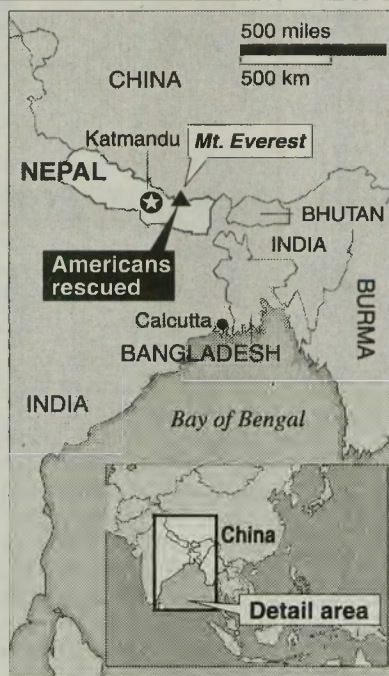 500 miles
500 km
CHINA
Katmandu
Mt. Everest
NEPAL
BHUTAN
INDIA
Americans
rescued
Calcutta
BANGLADESH
BURMA
INDIA
Bay of Bengal
China
Detail area